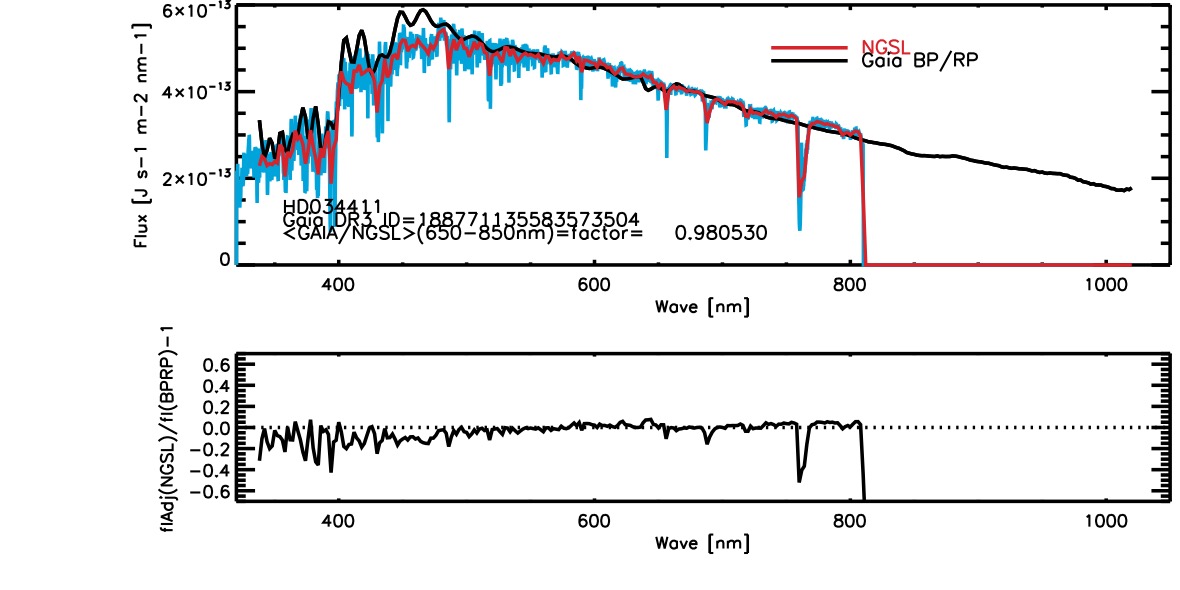 6×10−13
4×10−13
2×10−13
0
Flux [J s−1 m−2 nm−1]
NGSL
Gaia BP/RP
HD034411
Gaia DR3 ID=188771135583573504
<GAIA/NGSL>(650−850nm)=factor= 0.980530
400 600 800 1000
Wave [nm]
0.6
0.4
0.2
0.0
−0.2
−0.4
−0.6
flAdj(NGSL)/fl(BPRP)−1
400 600 800 1000
Wave [nm]